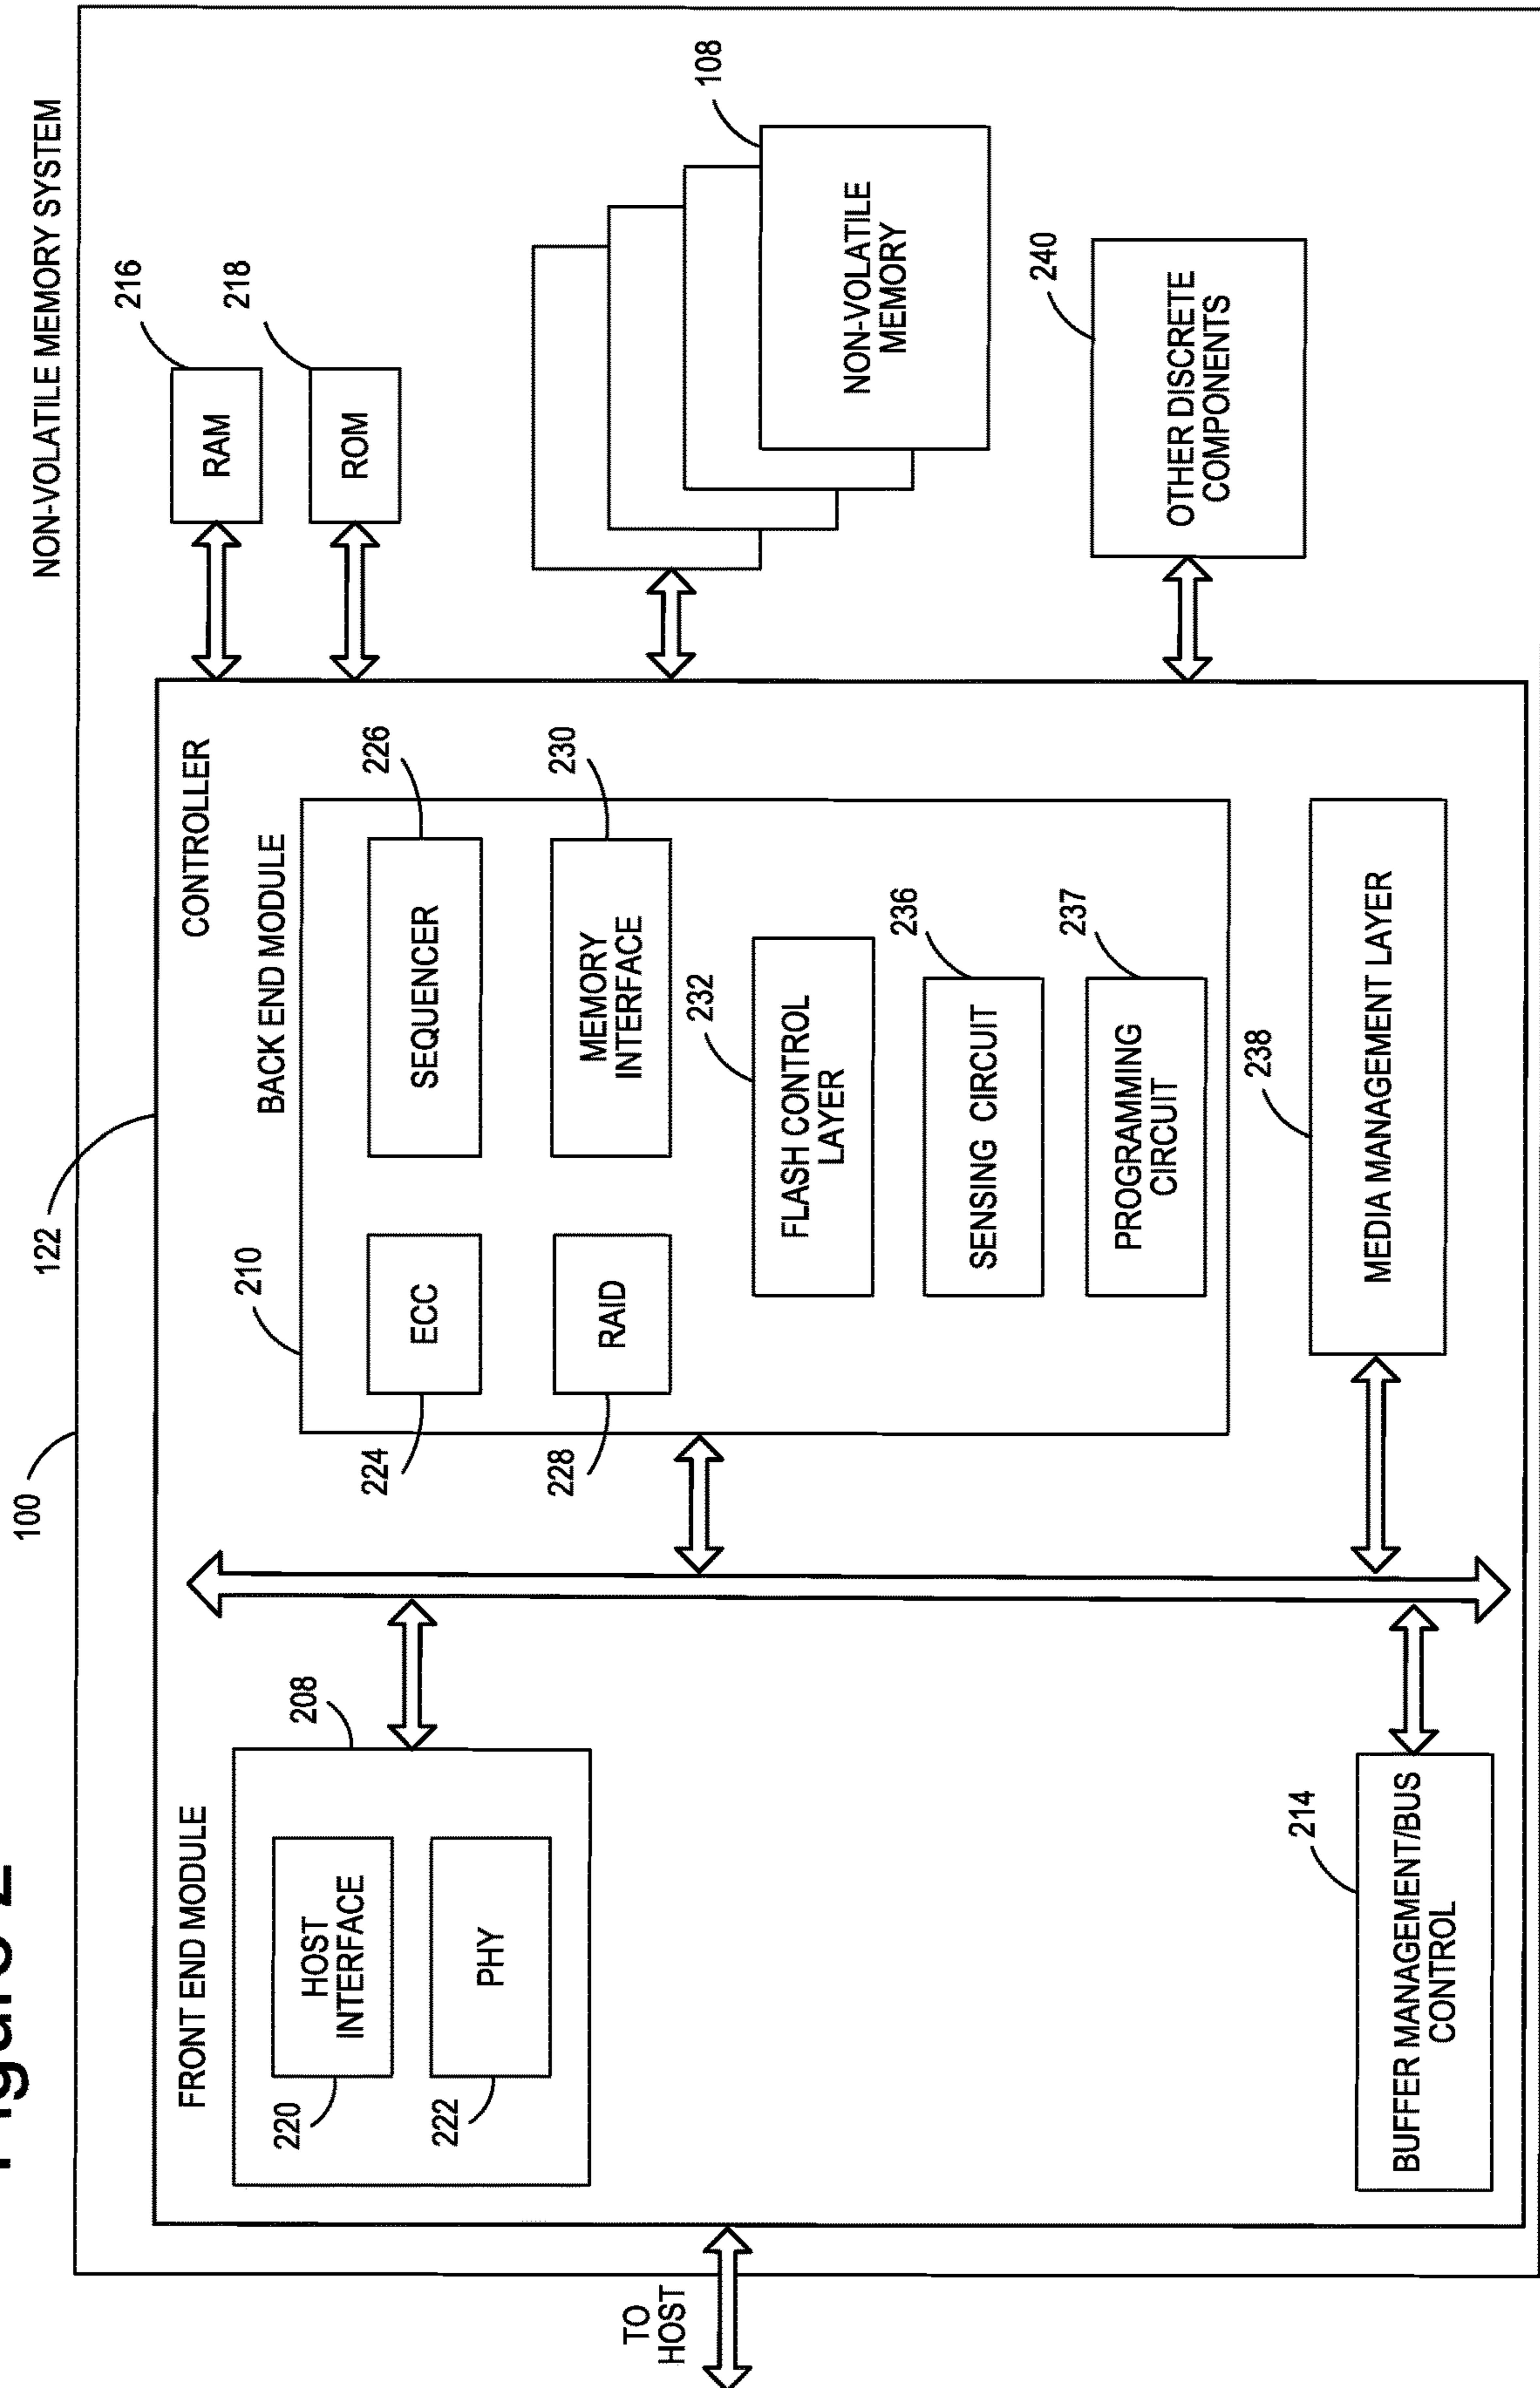 Figure 2
100
122
NON-VOLATILE MEMORY SYSTEM
TO
HOST
FRONT END MODULE
208
HOST
INTERFACE
220
PHY
222
BUFFER MANAGEMENT/BUS
CONTROL
214
CONTROLLER
BACK END MODULE
210
ECC
224
SEQUENCER
226
RAID
228
MEMORY
INTERFACE
230
FLASH CONTROL
LAYER
232
SENSING CIRCUIT
236
PROGRAMMING
CIRCUIT
237
MEDIA MANAGEMENT LAYER
238
RAM
216
ROM
218
NON-VOLATILE
MEMORY
108
OTHER DISCRETE
COMPONENTS
240